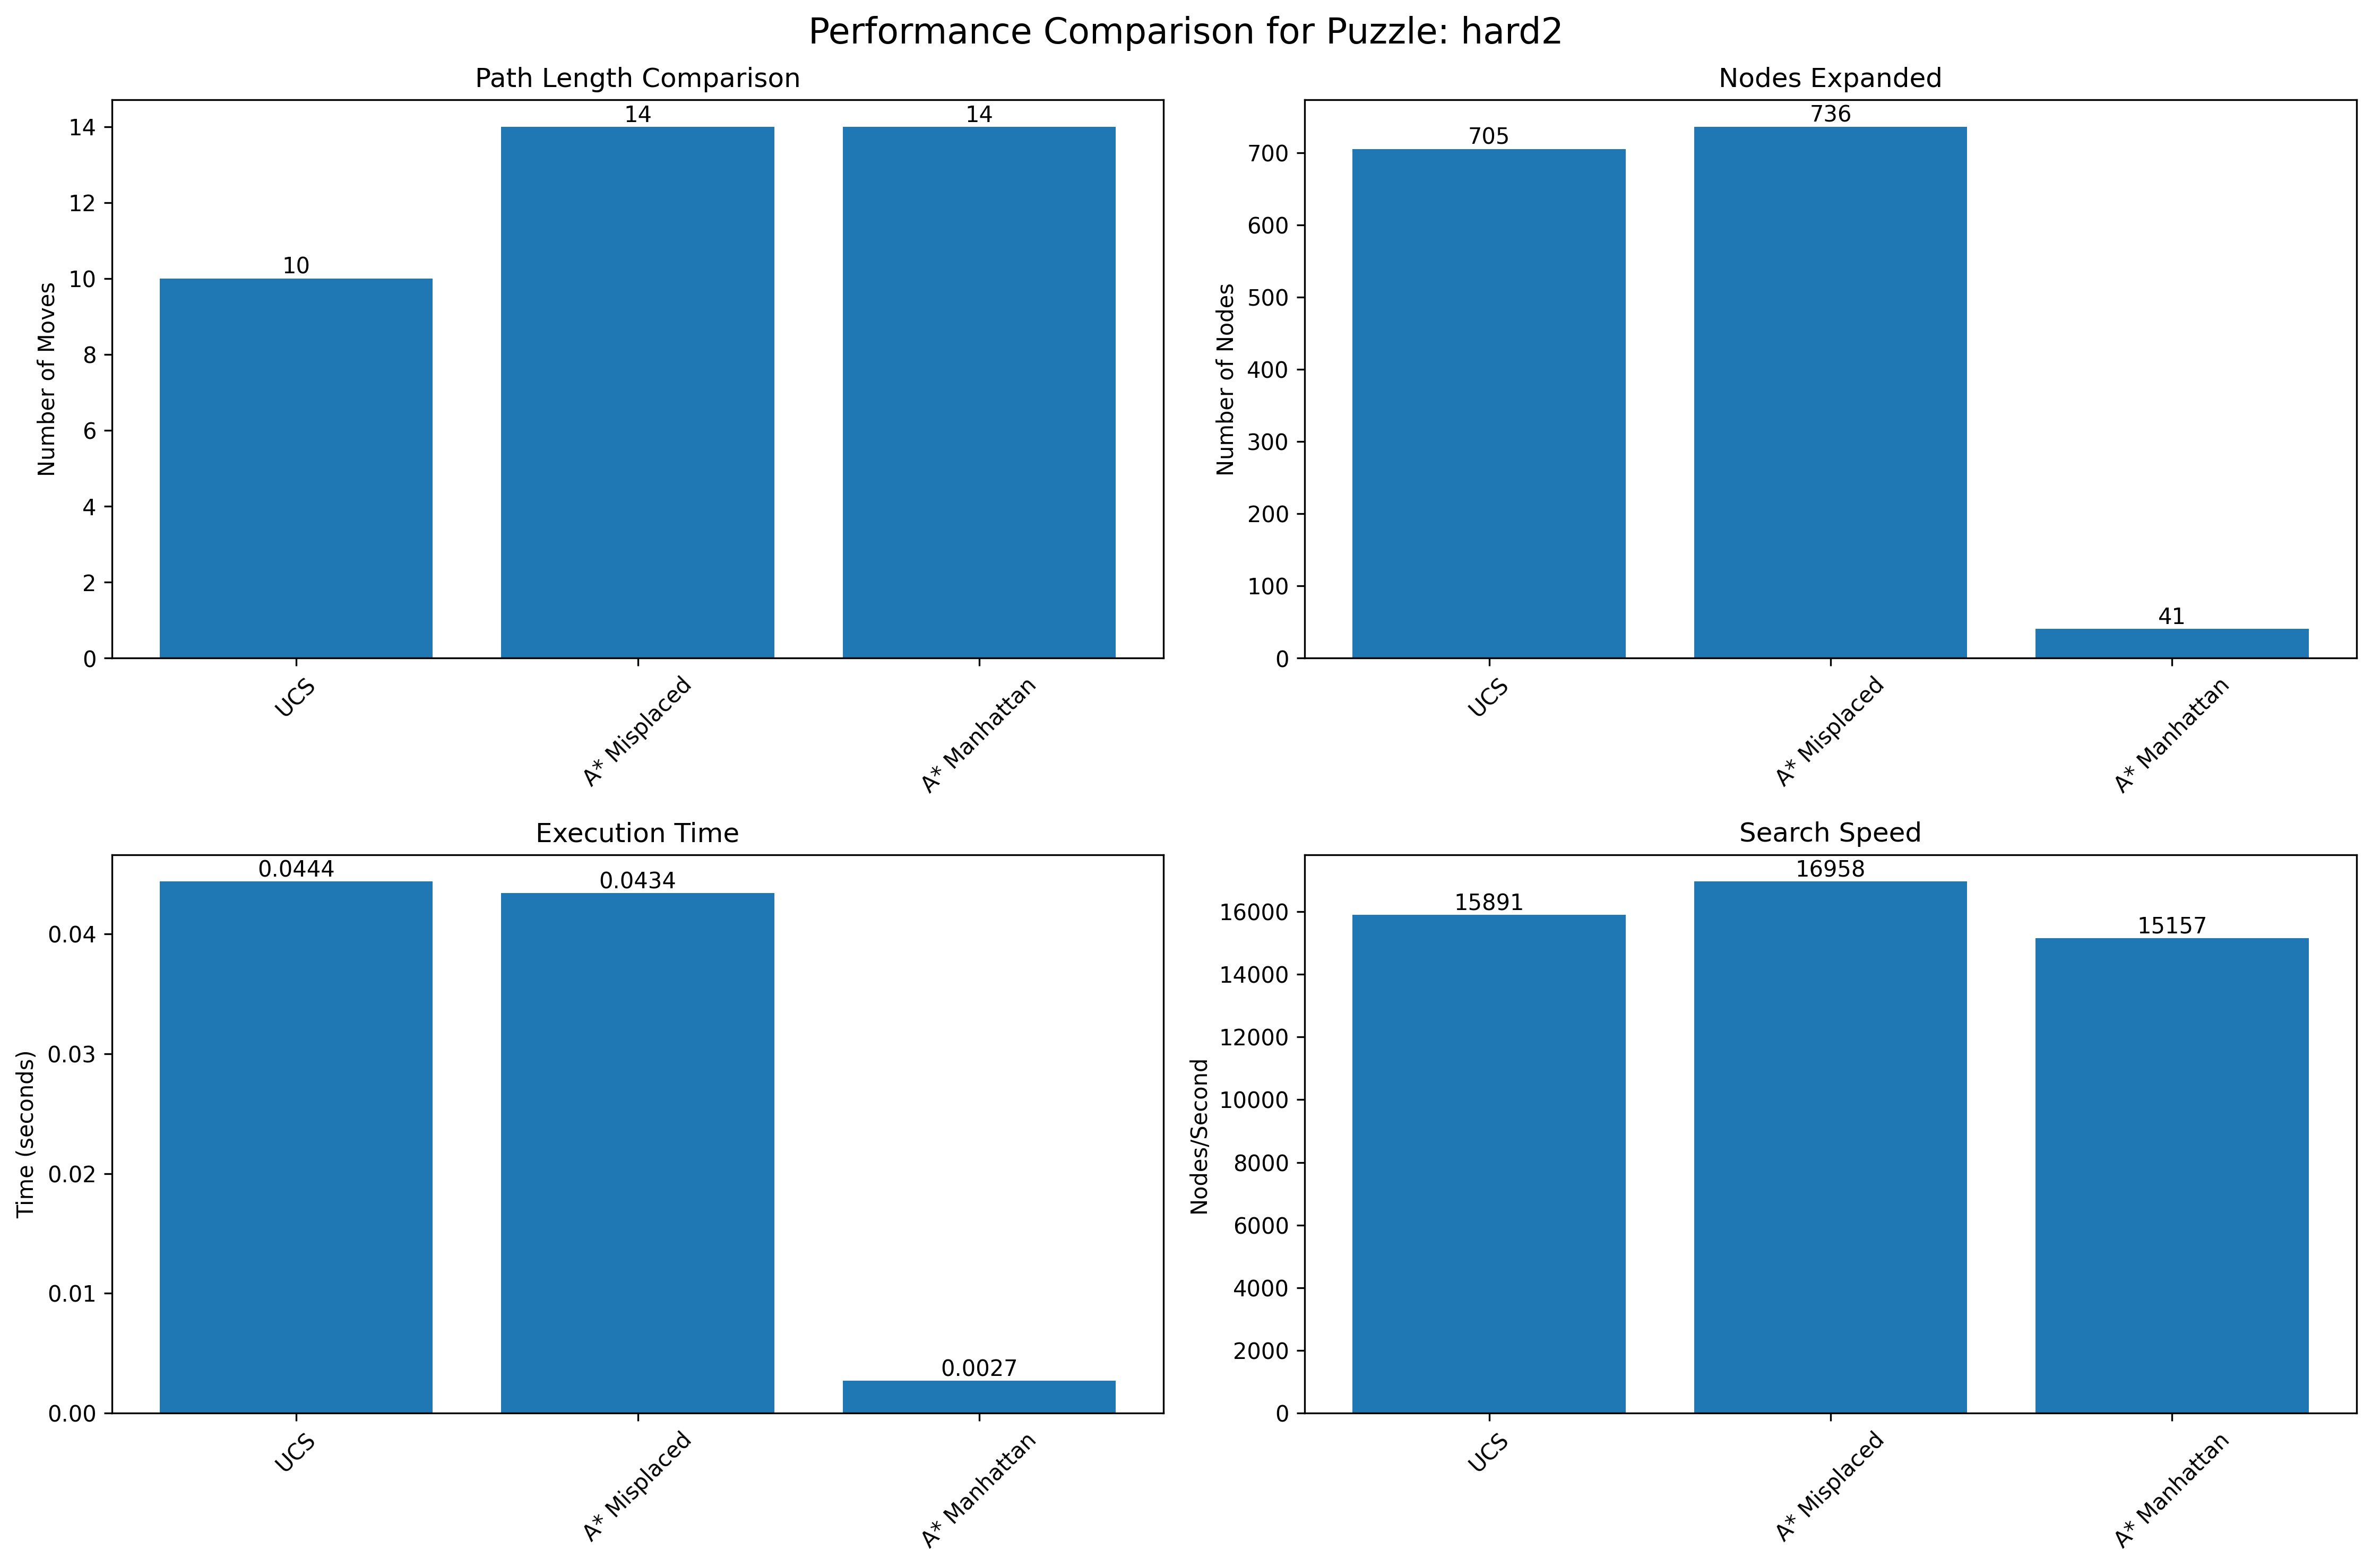 Performance Comparison for Puzzle: hard2
Path Length Comparison
Number of Moves
14
12
10
8
6
4
2
0
10
14
14
UCS
A* Misplaced
A* Manhattan
Nodes Expanded
Number of Nodes
700
600
500
400
300
200
100
0
705
736
41
UCS
A* Misplaced
A* Manhattan
Execution Time
Time (seconds)
0.04
0.03
0.02
0.01
0.00
0.0444
0.0434
0.0027
UCS
A* Misplaced
A* Manhattan
Search Speed
Nodes/Second
16000
14000
12000
10000
8000
6000
4000
2000
0
15891
16958
15157
UCS
A* Misplaced
A* Manhattan